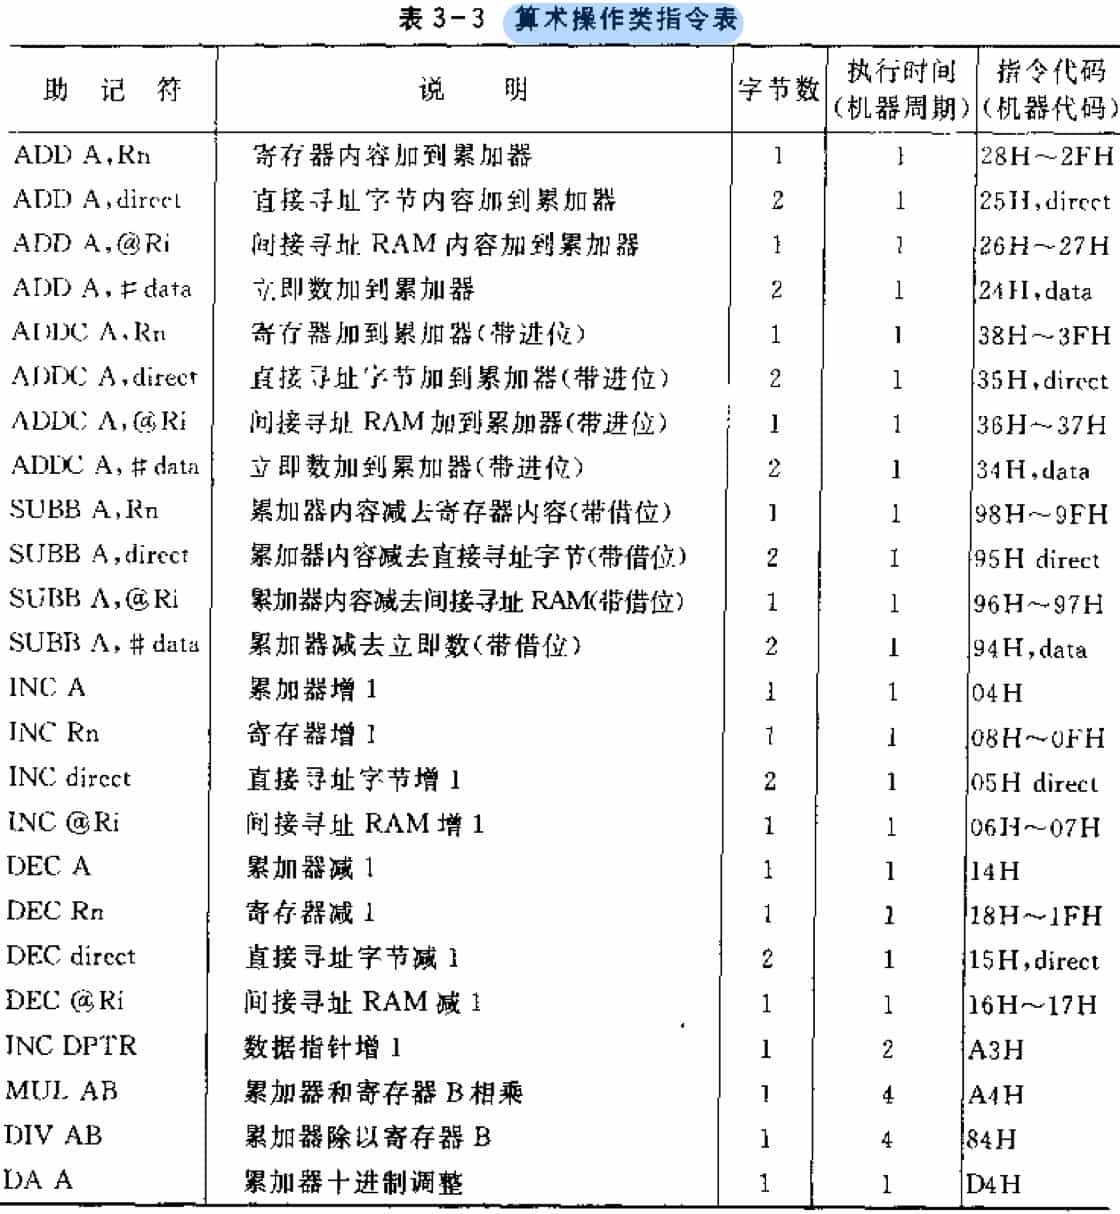 表 3-3 算术操作类指令表
助 记 符 说 明 字节数 执行时间(机器周期) 指令代码(机器代码)
ADD A,Rn 寄存器内容加到累加器 1 1 28H～2FH
ADD A,direct 直接寻址字节内容加到累加器 2 1 25H,direct
ADD A,@Ri 间接寻址 RAM 内容加到累加器 1 1 26H～27H
ADD A,#data 立即数加到累加器 2 1 24H,data
ADDC A,Rn 寄存器加到累加器(带进位) 1 1 38H～3FH
ADDC A,direct 直接寻址字节加到累加器(带进位) 2 1 35H,direct
ADDC A,@Ri 间接寻址 RAM 加到累加器(带进位) 1 1 36H～37H
ADDC A,#data 立即数加到累加器(带进位) 2 1 34H,data
SUBB A,Rn 累加器内容减去寄存器内容(带借位) 1 1 98H～9FH
SUBB A,direct 累加器内容减去直接寻址字节(带借位) 2 1 95H direct
SUBB A,@Ri 累加器内容减去间接寻址 RAM(带借位) 1 1 96H～97H
SUBB A,#data 累加器减去立即数(带借位) 2 1 94H,data
INC A 累加器增 1 1 1 04H
INC Rn 寄存器增 1 1 1 08H～0FH
INC direct 直接寻址字节增 1 2 1 05H direct
INC @Ri 间接寻址 RAM 增 1 1 1 06H～07H
DEC A 累加器减 1 1 1 14H
DEC Rn 寄存器减 1 1 1 18H～1FH
DEC direct 直接寻址字节减 1 2 1 15H,direct
DEC @Ri 间接寻址 RAM 减 1 1 1 16H～17H
INC DPTR 数据指针增 1 1 2 A3H
MUL AB 累加器和寄存器 B 相乘 1 4 A4H
DIV AB 累加器除以寄存器 B 1 4 84H
DA A 累加器十进制调整 1 1 D4H